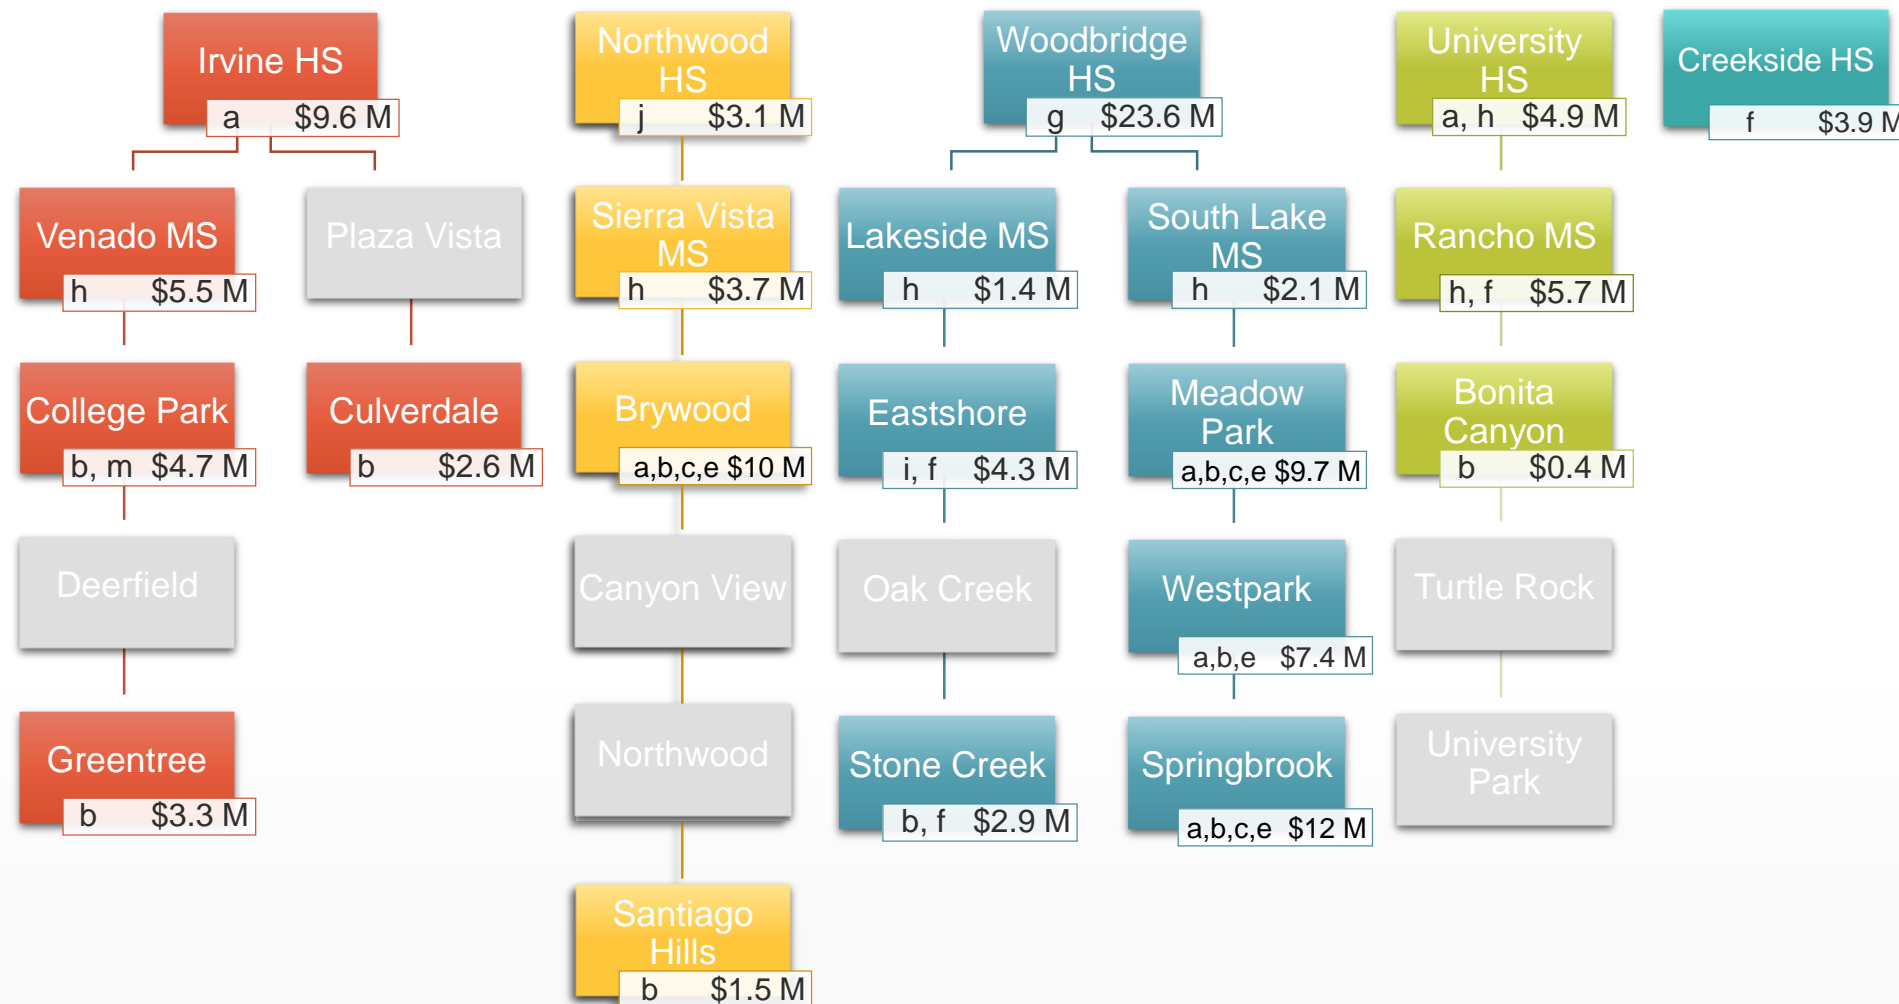 Irvine HS
a $9.6 M
Northwood
HS
j $3.1 M
Woodbridge
HS
g $23.6 M
University
HS
a, h $4.9 M
Creekside HS
f $3.9 M
Venado MS
h $5.5 M
Plaza Vista
Sierra Vista
MS
h $3.7 M
Lakeside MS
h $1.4 M
South Lake
MS
h $2.1 M
Rancho MS
h, f $5.7 M
College Park
b, m $4.7 M
Culverdale
b $2.6 M
Brywood
a,b,c,e $10 M
Eastshore
i, f $4.3 M
Meadow
Park
a,b,c,e $9.7 M
Bonita
Canyon
b $0.4 M
Deerfield
Canyon View
Oak Creek
Westpark
a,b,e $7.4 M
Turtle Rock
Greentree
b $3.3 M
Northwood
Stone Creek
b, f $2.9 M
Springbrook
a,b,c,e $12 M
University
Park
Santiago
Hills
b $1.5 M